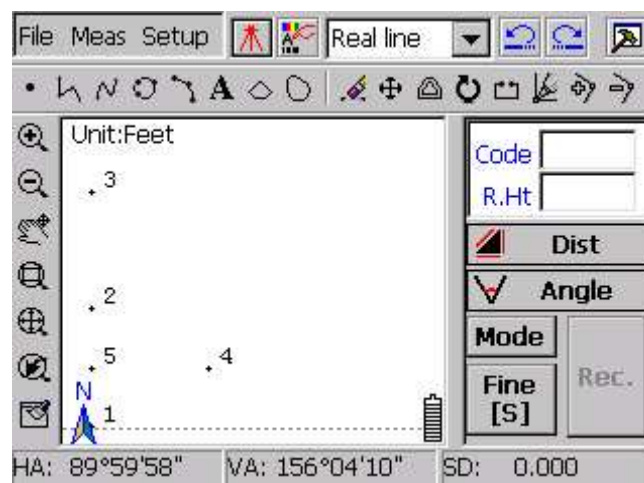 File Meas Setup Real line
A
Unit:Feet
3
2
5
4
N
1
Code
R.Ht
Dist
Angle
Mode
Fine
[S]
Rec.
HA: 89°59'58" VA: 156°04'10" SD: 0.000